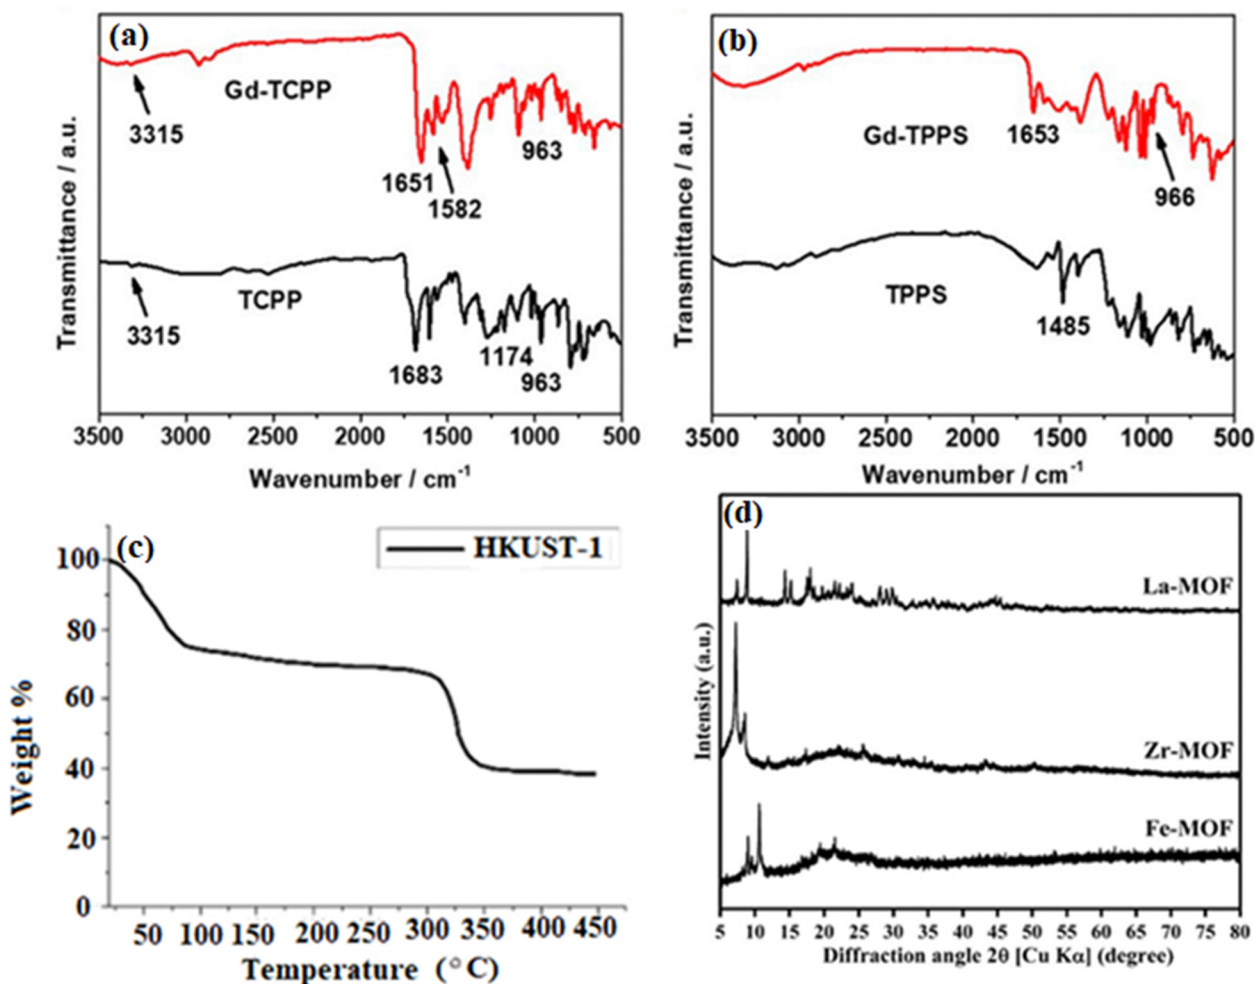 (a)
Gd-TCPP
3315
963
1651
1582
TCPP
3315
1683
1174
963
Transmittance / a.u.
3500 3000 2500 2000 1500 1000 500
Wavenumber / cm⁻¹
(b)
Gd-TPPS
1653
966
TPPS
1485
Transmittance / a.u.
3500 3000 2500 2000 1500 1000 500
Wavenumber / cm⁻¹
(c)
HKUST-1
100
80
60
40
20
0
Weight %
50 100 150 200 250 300 350 400 450
Temperature (°C)
(d)
La-MOF
Zr-MOF
Fe-MOF
Intensity (a.u.)
5 10 15 20 25 30 35 40 45 50 55 60 65 70 75 80
Diffraction angle 2θ [Cu Kα] (degree)